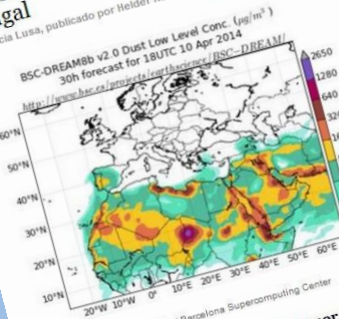 gal
cia Lusa, publicado por Helder
BSC-DREAM8b v2.0 Dust Low Level Conc. (μg/m³)
30h forecast for 18UTC 10 Apr 2014
http://www.bsc.es/projects/earthscience/BSC-DREAM/
2650
1280
640
60°N
50°N
40°N
30°N
20°N
10°N
20°W 10°W 0° 10°E 20°E 30°E 40°E 50°E 60°E
Barcelona Supercomputing Center